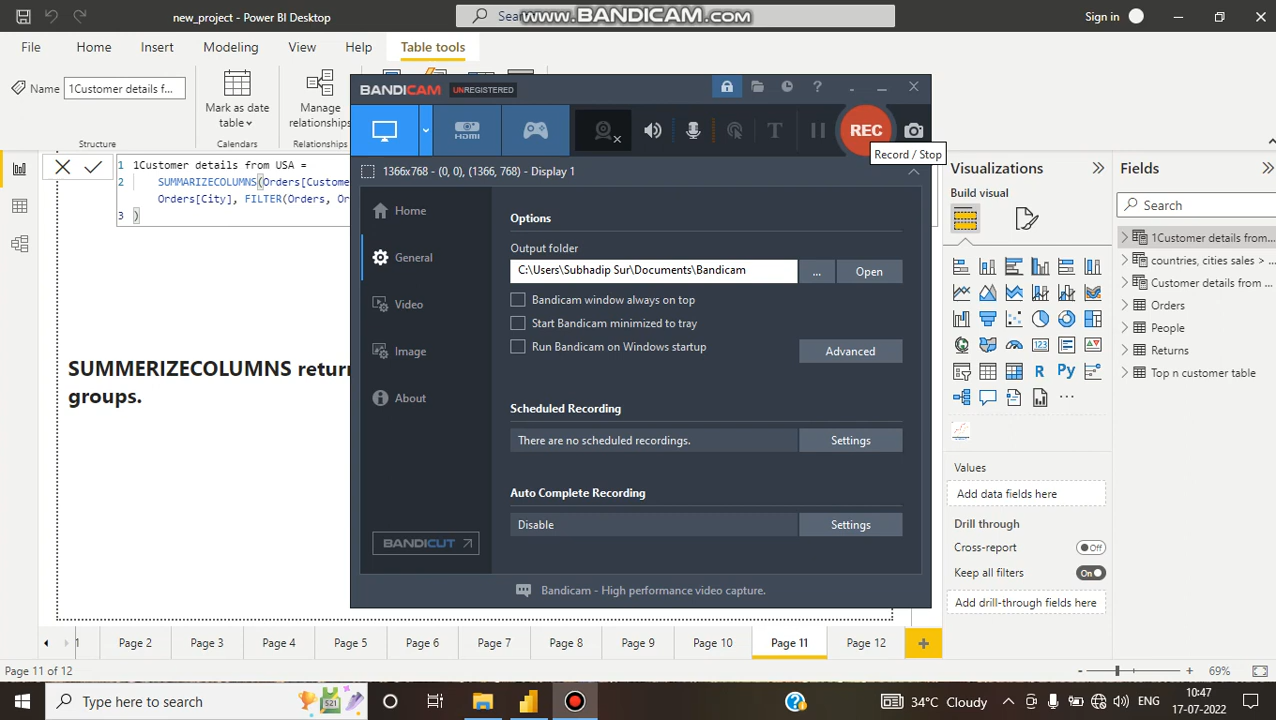 new_project - Power BI Desktop
www.BANDICAM.com
Sign in
File
Home
Insert
Modeling
View
Help
Table tools
Name
1Customer details f...
Mark as date
table
Manage
relationships
Structure
Calendars
Relationships
1 1Customer details from USA =
2 SUMMARIZECOLUMNS(Orders[Custome
Orders[City], FILTER(Orders, Or
3 )
SUMMERIZECOLUMNS return
groups.
BANDICAM UNREGISTERED
HDMI
REC
Record / Stop
1366x768 - (0, 0), (1366, 768) - Display 1
Home
General
Video
Image
About
BANDICUT
Options
Output folder
C:\Users\Subhadip Sur\Documents\Bandicam
...
Open
Bandicam window always on top
Start Bandicam minimized to tray
Run Bandicam on Windows startup
Advanced
Scheduled Recording
There are no scheduled recordings.
Settings
Auto Complete Recording
Disable
Settings
Bandicam - High performance video capture.
Visualizations
Build visual
R
Py
Values
Add data fields here
Drill through
Cross-report
Off
Keep all filters
On
Add drill-through fields here
Fields
Search
1Customer details from...
countries, cities sales >
Customer details from ...
Orders
People
Returns
Top n customer table
1
Page 2
Page 3
Page 4
Page 5
Page 6
Page 7
Page 8
Page 9
Page 10
Page 11
Page 12
Page 11 of 12
69%
Type here to search
34°C Cloudy
ENG
10:47
17-07-2022